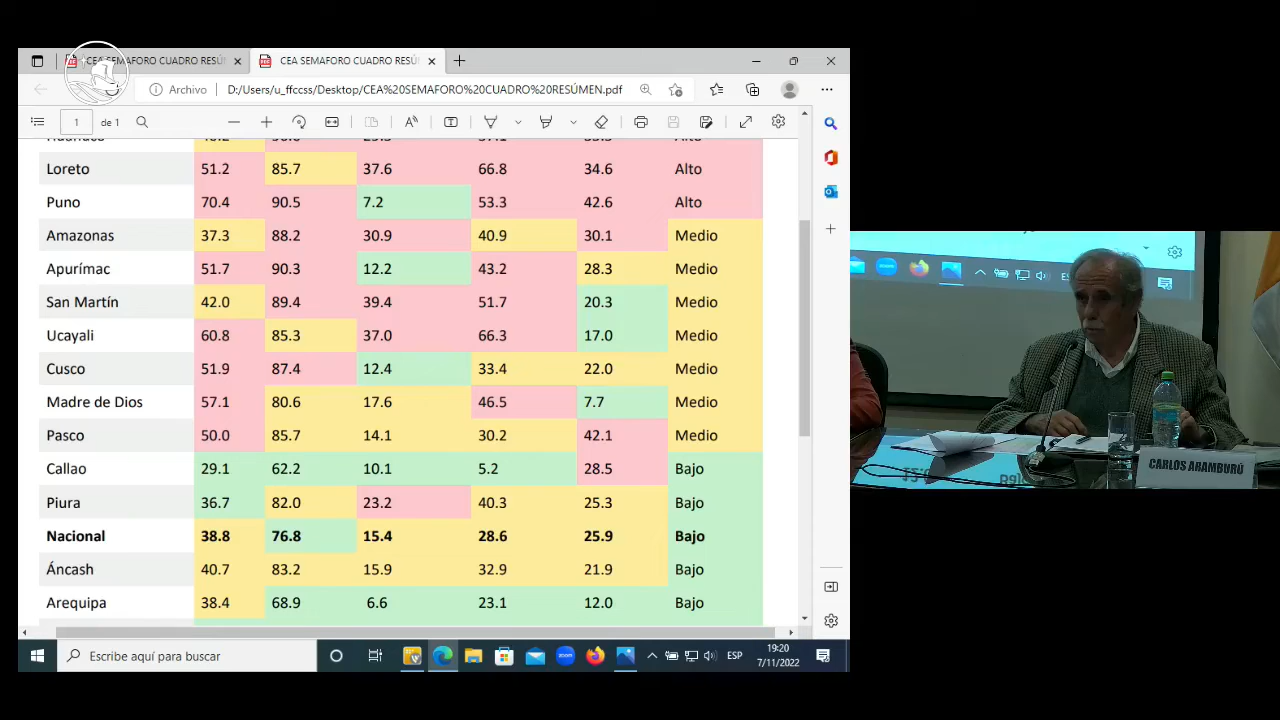 CEA SEMAFORO CUADRO RESÚ
CEA SEMAFORO CUADRO RESÚ
Archivo D:/Users/u_ffccss/Desktop/CEA%20SEMAFORO%20CUADRO%20RESÚMEN.pdf
1 de 1
Loreto 51.2 85.7 37.6 66.8 34.6 Alto
Puno 70.4 90.5 7.2 53.3 42.6 Alto
Amazonas 37.3 88.2 30.9 40.9 30.1 Medio
Apurímac 51.7 90.3 12.2 43.2 28.3 Medio
San Martín 42.0 89.4 39.4 51.7 20.3 Medio
Ucayali 60.8 85.3 37.0 66.3 17.0 Medio
Cusco 51.9 87.4 12.4 33.4 22.0 Medio
Madre de Dios 57.1 80.6 17.6 46.5 7.7 Medio
Pasco 50.0 85.7 14.1 30.2 42.1 Medio
Callao 29.1 62.2 10.1 5.2 28.5 Bajo
Piura 36.7 82.0 23.2 40.3 25.3 Bajo
Nacional 38.8 76.8 15.4 28.6 25.9 Bajo
Áncash 40.7 83.2 15.9 32.9 21.9 Bajo
Arequipa 38.4 68.9 6.6 23.1 12.0 Bajo
Escribe aquí para buscar
zoom
ESP
19:20
7/11/2022
CARLOS ARAMBURÚ